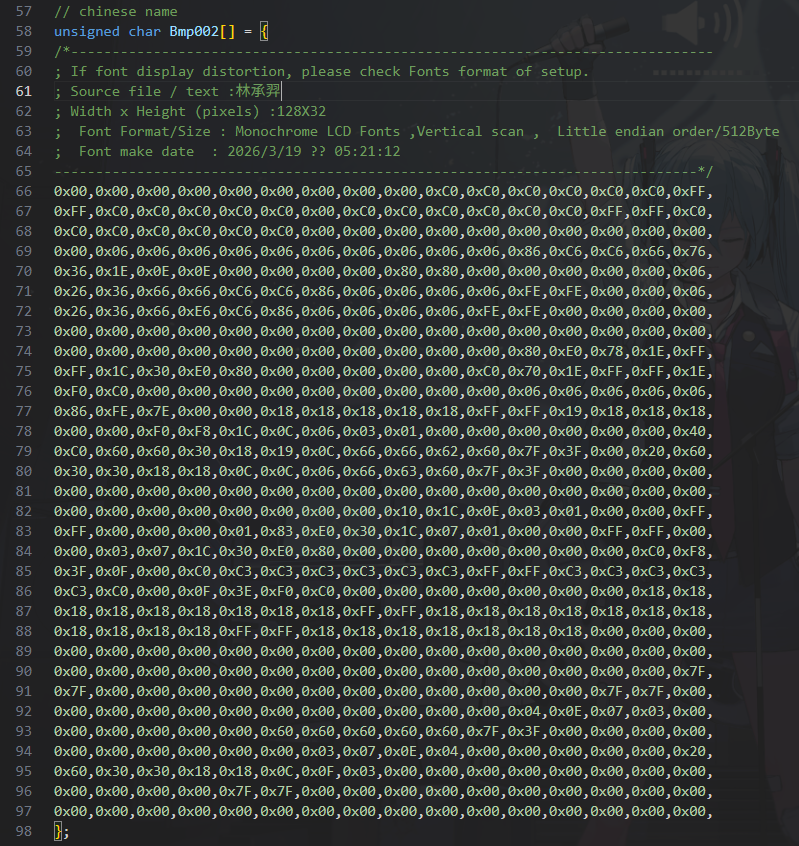 57 // chinese name
58 unsigned char Bmp002[] = {
59 /*------------------------------------------------------------------------------
60 ; If font display distortion, please check Fonts format of setup.
61 ; Source file / text :林承羿
62 ; Width x Height (pixels) :128X32
63 ;  Font Format/Size : Monochrome LCD Fonts ,Vertical scan ,  Little endian order/512Byte
64 ;  Font make date  : 2026/3/19 ?? 05:21:12
65 ------------------------------------------------------------------------------*/
66 0x00,0x00,0x00,0x00,0x00,0x00,0x00,0x00,0x00,0xC0,0xC0,0xC0,0xC0,0xC0,0xC0,0xFF,
67 0xFF,0xC0,0xC0,0xC0,0xC0,0xC0,0x00,0xC0,0xC0,0xC0,0xC0,0xC0,0xC0,0xFF,0xFF,0xC0,
68 0xC0,0xC0,0xC0,0xC0,0xC0,0xC0,0x00,0x00,0x00,0x00,0x00,0x00,0x00,0x00,0x00,0x00,
69 0x00,0x06,0x06,0x06,0x06,0x06,0x06,0x06,0x06,0x06,0x06,0x86,0xC6,0xC6,0x66,0x76,
70 0x36,0x1E,0x0E,0x0E,0x00,0x00,0x00,0x00,0x80,0x80,0x00,0x00,0x00,0x00,0x00,0x06,
71 0x26,0x36,0x66,0x66,0xC6,0xC6,0x86,0x06,0x06,0x06,0x06,0xFE,0xFE,0x00,0x00,0x06,
72 0x26,0x36,0x66,0xE6,0xC6,0x86,0x06,0x06,0x06,0x06,0xFE,0xFE,0x00,0x00,0x00,0x00,
73 0x00,0x00,0x00,0x00,0x00,0x00,0x00,0x00,0x00,0x00,0x00,0x00,0x00,0x00,0x00,0x00,
74 0x00,0x00,0x00,0x00,0x00,0x00,0x00,0x00,0x00,0x00,0x00,0x80,0xE0,0x78,0x1E,0xFF,
75 0xFF,0x1C,0x30,0xE0,0x80,0x00,0x00,0x00,0x00,0x00,0xC0,0x70,0x1E,0xFF,0xFF,0x1E,
76 0xF0,0xC0,0x00,0x00,0x00,0x00,0x00,0x00,0x00,0x00,0x00,0x06,0x06,0x06,0x06,0x06,
77 0x86,0xFE,0x7E,0x00,0x00,0x18,0x18,0x18,0x18,0x18,0xFF,0xFF,0x19,0x18,0x18,0x18,
78 0x00,0x00,0xF0,0xF8,0x1C,0x0C,0x06,0x03,0x01,0x00,0x00,0x00,0x00,0x00,0x00,0x40,
79 0xC0,0x60,0x60,0x30,0x18,0x19,0x0C,0x66,0x66,0x62,0x60,0x7F,0x3F,0x00,0x20,0x60,
80 0x30,0x30,0x18,0x18,0x0C,0x0C,0x06,0x66,0x63,0x60,0x7F,0x3F,0x00,0x00,0x00,0x00,
81 0x00,0x00,0x00,0x00,0x00,0x00,0x00,0x00,0x00,0x00,0x00,0x00,0x00,0x00,0x00,0x00,
82 0x00,0x00,0x00,0x00,0x00,0x00,0x00,0x00,0x10,0x1C,0x0E,0x03,0x01,0x00,0x00,0xFF,
83 0xFF,0x00,0x00,0x00,0x01,0x83,0xE0,0x30,0x1C,0x07,0x01,0x00,0x00,0xFF,0xFF,0x00,
84 0x00,0x03,0x07,0x1C,0x30,0xE0,0x80,0x00,0x00,0x00,0x00,0x00,0x00,0x00,0xC0,0xF8,
85 0x3F,0x0F,0x00,0xC0,0xC3,0xC3,0xC3,0xC3,0xC3,0xC3,0xFF,0xFF,0xC3,0xC3,0xC3,0xC3,
86 0xC3,0xC0,0x00,0x0F,0x3E,0xF0,0xC0,0x00,0x00,0x00,0x00,0x00,0x00,0x00,0x18,0x18,
87 0x18,0x18,0x18,0x18,0x18,0x18,0x18,0xFF,0xFF,0x18,0x18,0x18,0x18,0x18,0x18,0x18,
88 0x18,0x18,0x18,0x18,0xFF,0xFF,0x18,0x18,0x18,0x18,0x18,0x18,0x18,0x00,0x00,0x00,
89 0x00,0x00,0x00,0x00,0x00,0x00,0x00,0x00,0x00,0x00,0x00,0x00,0x00,0x00,0x00,0x00,
90 0x00,0x00,0x00,0x00,0x00,0x00,0x00,0x00,0x00,0x00,0x00,0x00,0x00,0x00,0x00,0x7F,
91 0x7F,0x00,0x00,0x00,0x00,0x00,0x00,0x00,0x00,0x00,0x00,0x00,0x00,0x7F,0x7F,0x00,
92 0x00,0x00,0x00,0x00,0x00,0x00,0x00,0x00,0x00,0x00,0x00,0x04,0x0E,0x07,0x03,0x00,
93 0x00,0x00,0x00,0x00,0x00,0x60,0x60,0x60,0x60,0x60,0x7F,0x3F,0x00,0x00,0x00,0x00,
94 0x00,0x00,0x00,0x00,0x00,0x00,0x03,0x07,0x0E,0x04,0x00,0x00,0x00,0x00,0x00,0x20,
95 0x60,0x30,0x30,0x18,0x18,0x0C,0x0F,0x03,0x00,0x00,0x00,0x00,0x00,0x00,0x00,0x00,
96 0x00,0x00,0x00,0x00,0x7F,0x7F,0x00,0x00,0x00,0x00,0x00,0x00,0x00,0x00,0x00,0x00,
97 0x00,0x00,0x00,0x00,0x00,0x00,0x00,0x00,0x00,0x00,0x00,0x00,0x00,0x00,0x00,0x00,
98 };